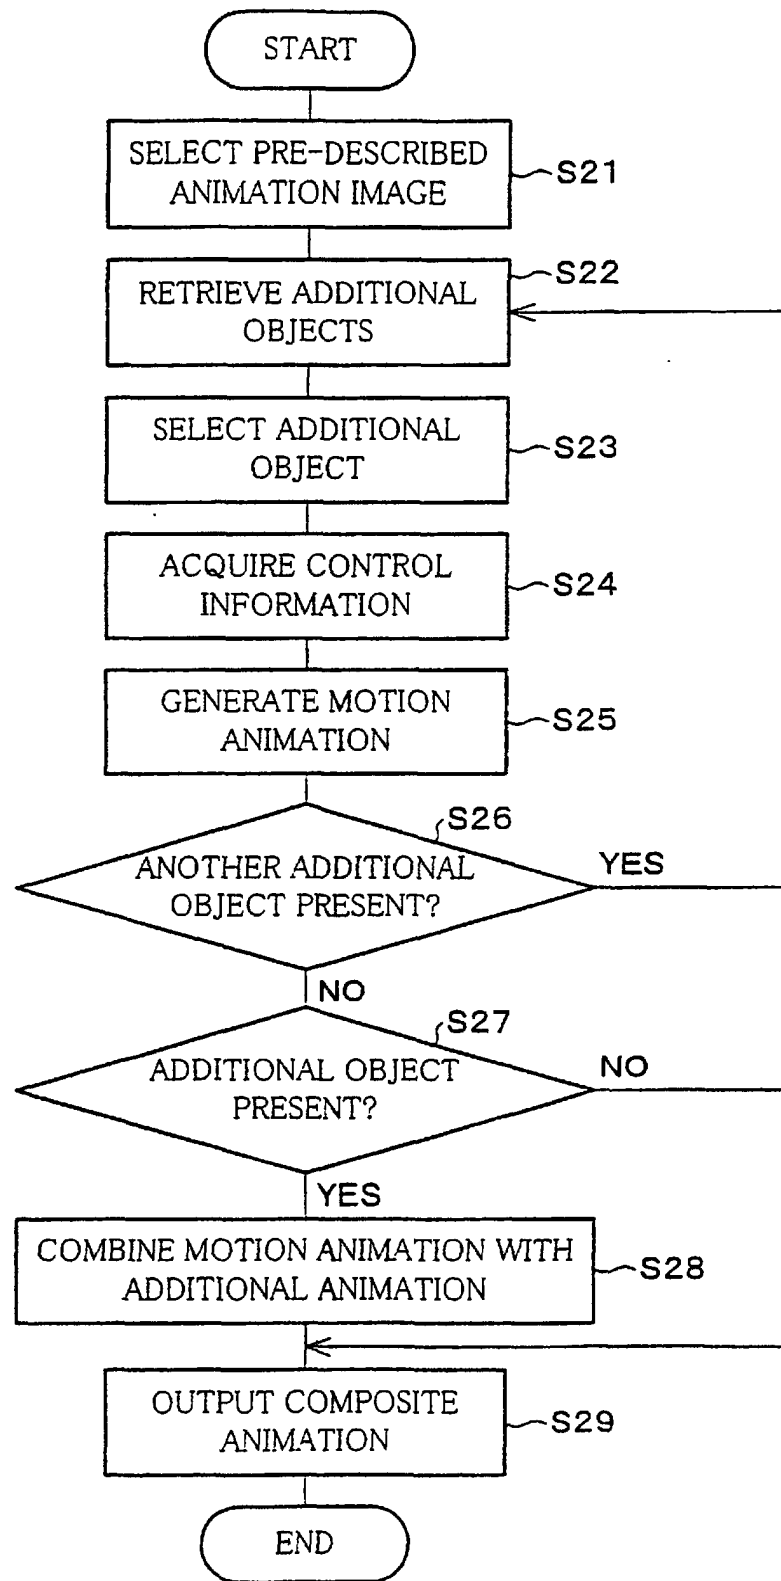 START
SELECT PRE-DESCRIBED
ANIMATION IMAGE
S21
RETRIEVE ADDITIONAL
OBJECTS
S22
SELECT ADDITIONAL
OBJECT
S23
ACQUIRE CONTROL
INFORMATION
S24
GENERATE MOTION
ANIMATION
S25
S26
ANOTHER ADDITIONAL
OBJECT PRESENT?
YES
NO
S27
ADDITIONAL OBJECT
PRESENT?
NO
YES
COMBINE MOTION ANIMATION WITH
ADDITIONAL ANIMATION
S28
OUTPUT COMPOSITE
ANIMATION
S29
END